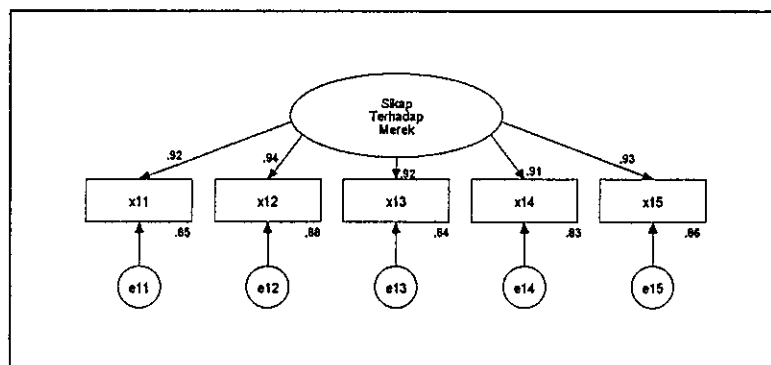 Sikap
Terhadap
Merek
.92
.94
.92
.91
.93
x11
x12
x13
x14
x15
.85
.88
.84
.83
.86
e11
e12
e13
e14
e15